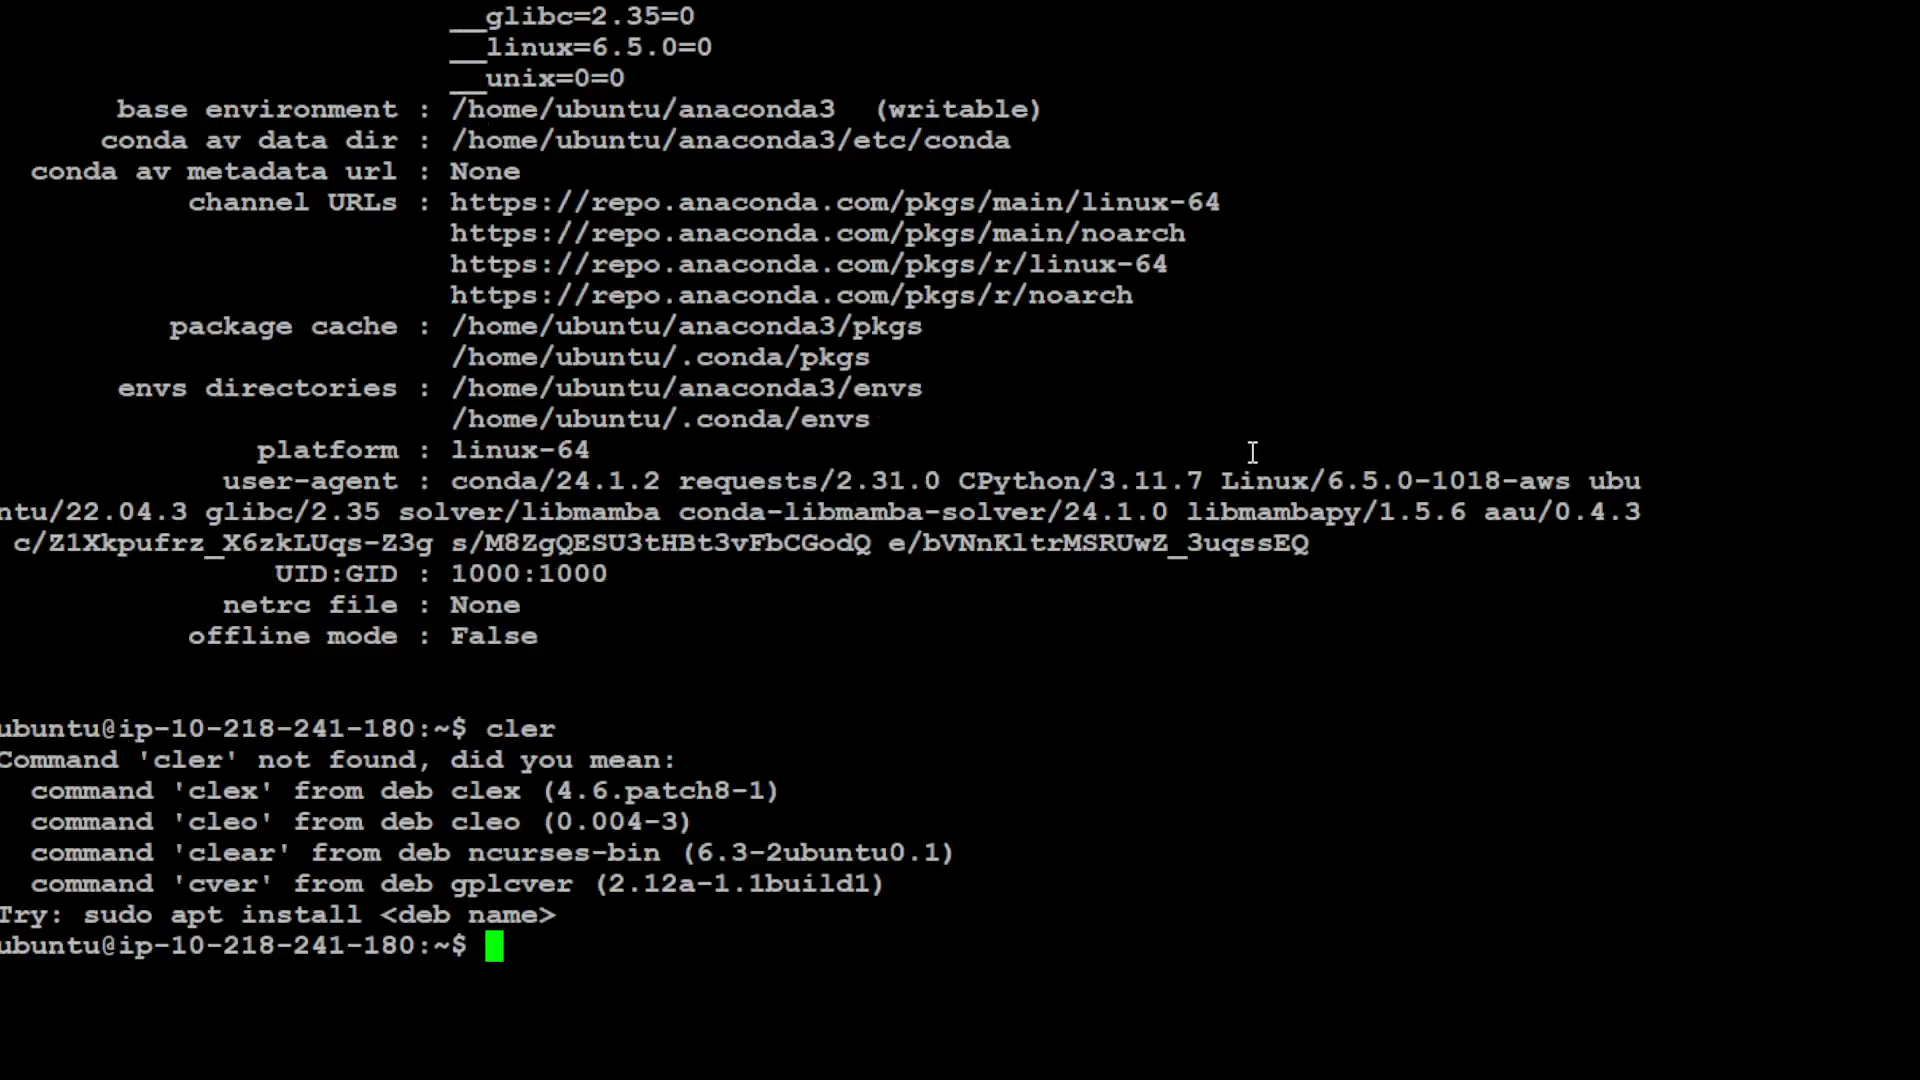 __glibc=2.35=0
__linux=6.5.0=0
__unix=0=0
base environment : /home/ubuntu/anaconda3  (writable)
conda av data dir : /home/ubuntu/anaconda3/etc/conda
conda av metadata url : None
channel URLs : https://repo.anaconda.com/pkgs/main/linux-64
https://repo.anaconda.com/pkgs/main/noarch
https://repo.anaconda.com/pkgs/r/linux-64
https://repo.anaconda.com/pkgs/r/noarch
package cache : /home/ubuntu/anaconda3/pkgs
/home/ubuntu/.conda/pkgs
envs directories : /home/ubuntu/anaconda3/envs
/home/ubuntu/.conda/envs
platform : linux-64
user-agent : conda/24.1.2 requests/2.31.0 CPython/3.11.7 Linux/6.5.0-1018-aws ubu
ntu/22.04.3 glibc/2.35 solver/libmamba conda-libmamba-solver/24.1.0 libmambapy/1.5.6 aau/0.4.3
c/Z1Xkpufrz_X6zkLUqs-Z3g s/M8ZgQESU3tHBt3vFbCGodQ e/bVNnKltrMSRUwZ_3uqssEQ
UID:GID : 1000:1000
netrc file : None
offline mode : False
ubuntu@ip-10-218-241-180:~$ cler
Command 'cler' not found, did you mean:
command 'clex' from deb clex (4.6.patch8-1)
command 'cleo' from deb cleo (0.004-3)
command 'clear' from deb ncurses-bin (6.3-2ubuntu0.1)
command 'cver' from deb gplcver (2.12a-1.1build1)
Try: sudo apt install <deb name>
ubuntu@ip-10-218-241-180:~$